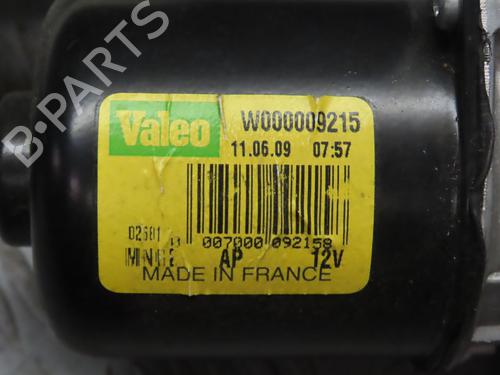 B-PARTS
Valeo
W000009215
11.06.09 07:57
007000 092158
AP 12V
MADE IN FRANCE